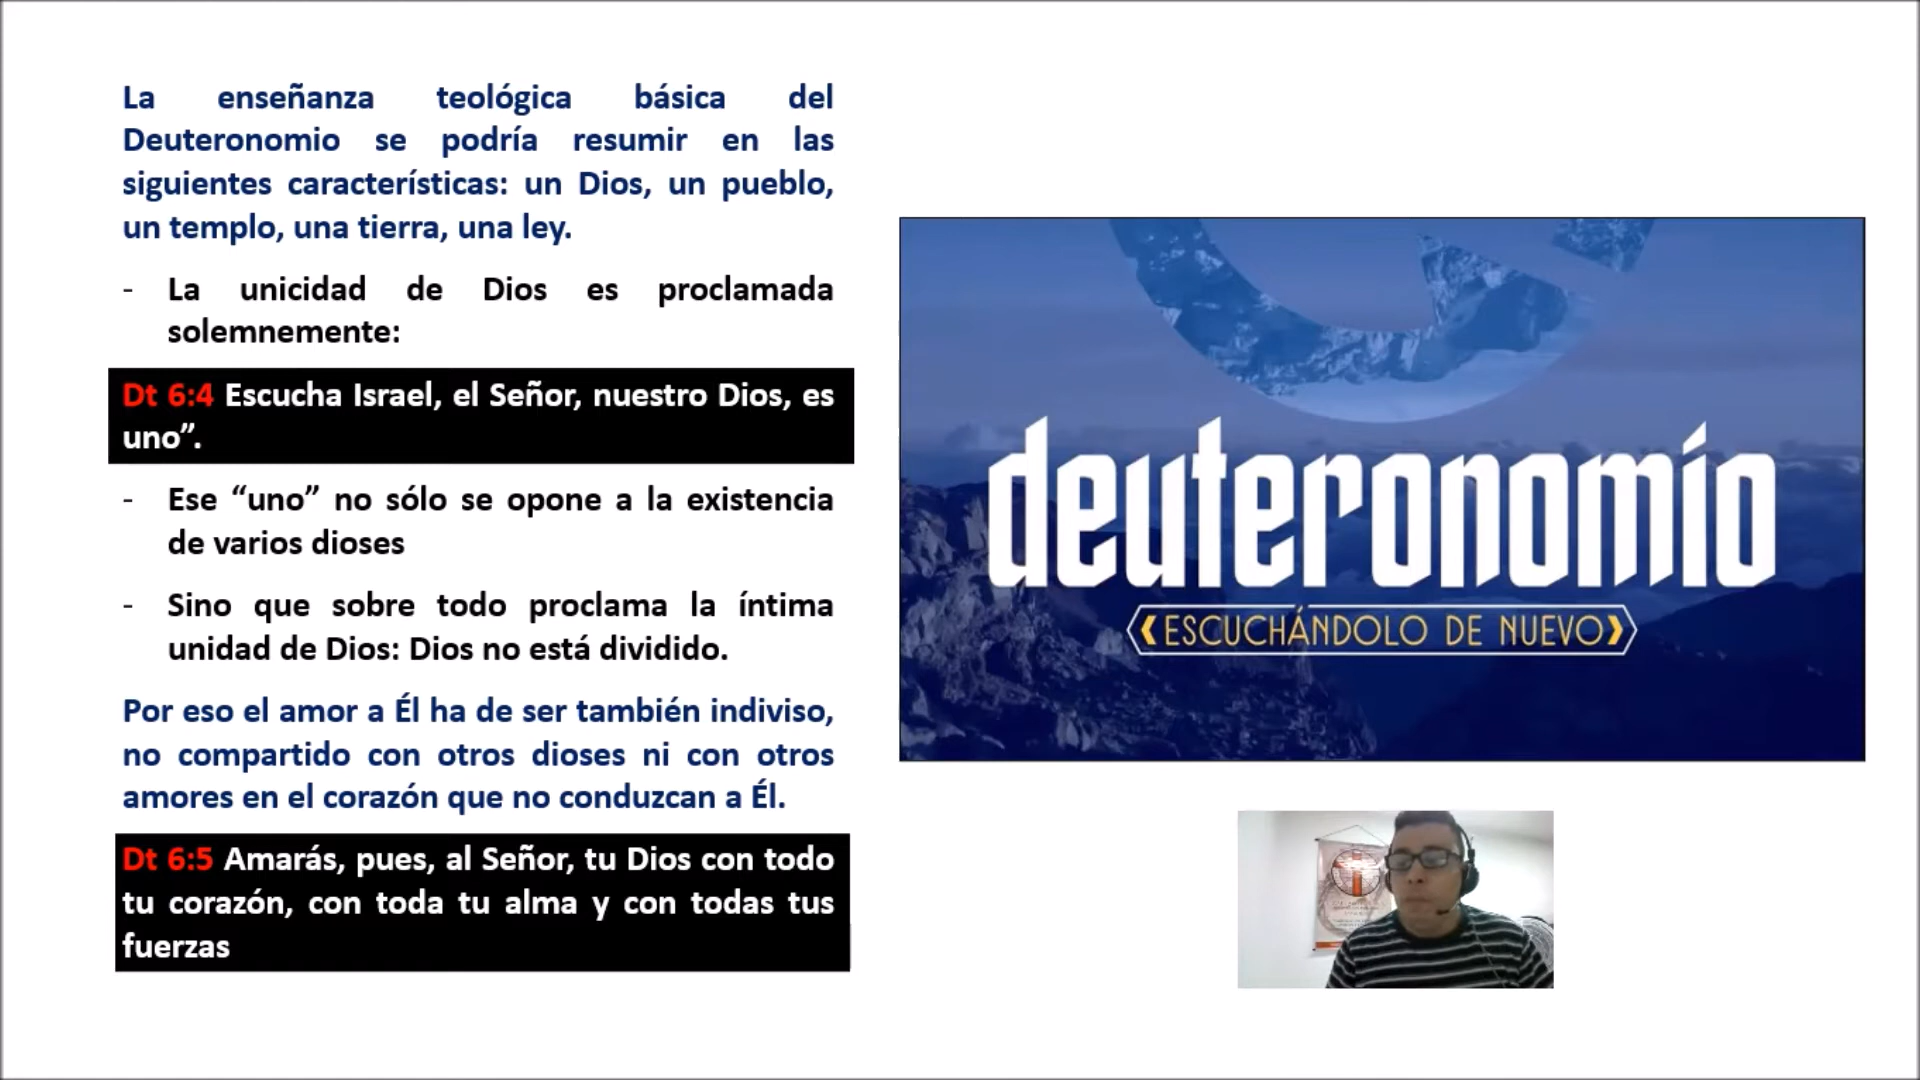 La enseñanza teológica básica del
Deuteronomio se podría resumir en las
siguientes características: un Dios, un pueblo,
un templo, una tierra, una ley.
- La unicidad de Dios es proclamada
solemnemente:
Dt 6:4 Escucha Israel, el Señor, nuestro Dios, es
uno”.
- Ese “uno” no sólo se opone a la existencia
de varios dioses
- Sino que sobre todo proclama la íntima
unidad de Dios: Dios no está dividido.
Por eso el amor a Él ha de ser también indiviso,
no compartido con otros dioses ni con otros
amores en el corazón que no conduzcan a Él.
Dt 6:5 Amarás, pues, al Señor, tu Dios con todo
tu corazón, con toda tu alma y con todas tus
fuerzas
deuteronomío
ESCUCHÁNDOLO DE NUEVO